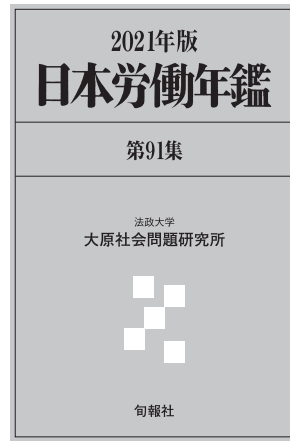 2021年版
日本労働年鑑
第91集
法政大学
大原社会問題研究所
旬報社